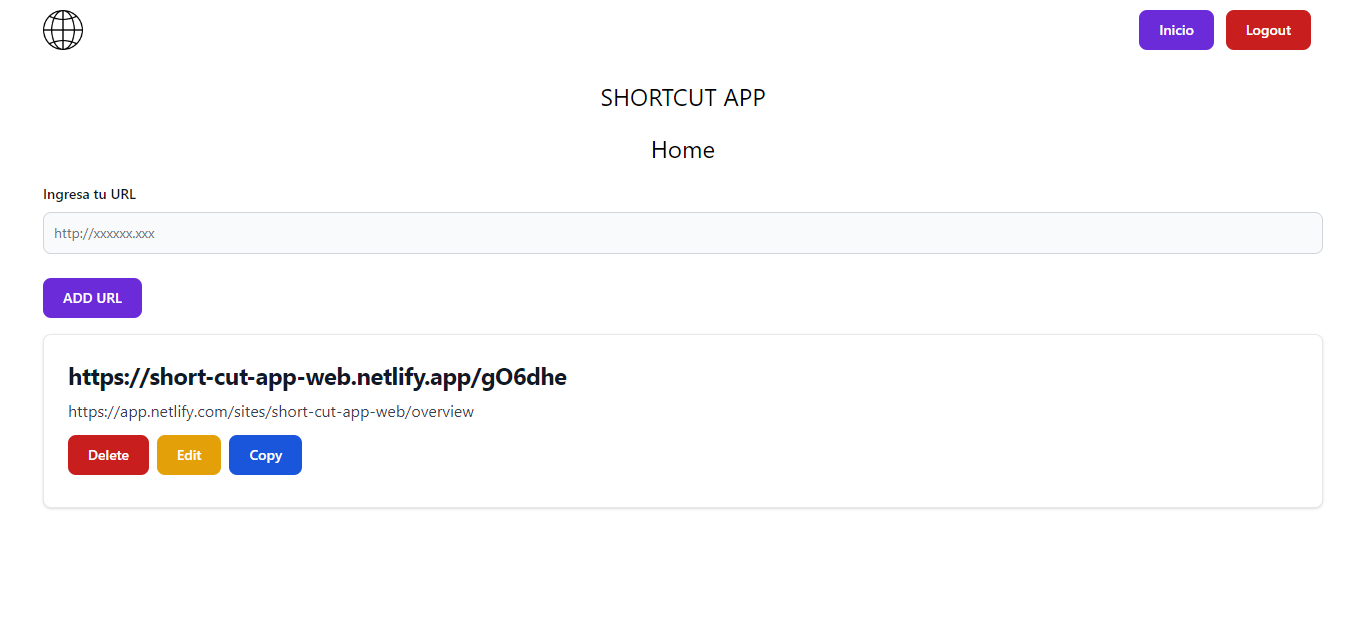 Inicio Logout
SHORTCUT APP
Home
Ingresa tu URL
http://xxxxxx.xxx
ADD URL
https://short-cut-app-web.netlify.app/gO6dhe
https://app.netlify.com/sites/short-cut-app-web/overview
Delete Edit Copy